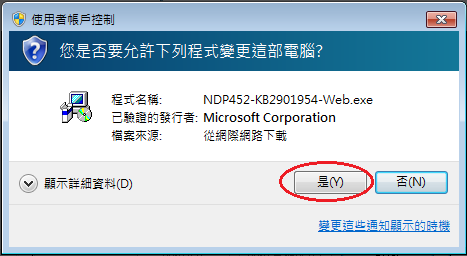 使用者帳戶控制
您是否要允許下列程式變更這部電腦?
程式名稱: NDP452-KB2901954-Web.exe
已驗證的發行者: Microsoft Corporation
檔案來源: 從網際網路下載
顯示詳細資料(D) 是(Y) 否(N)
變更這些通知顯示的時機